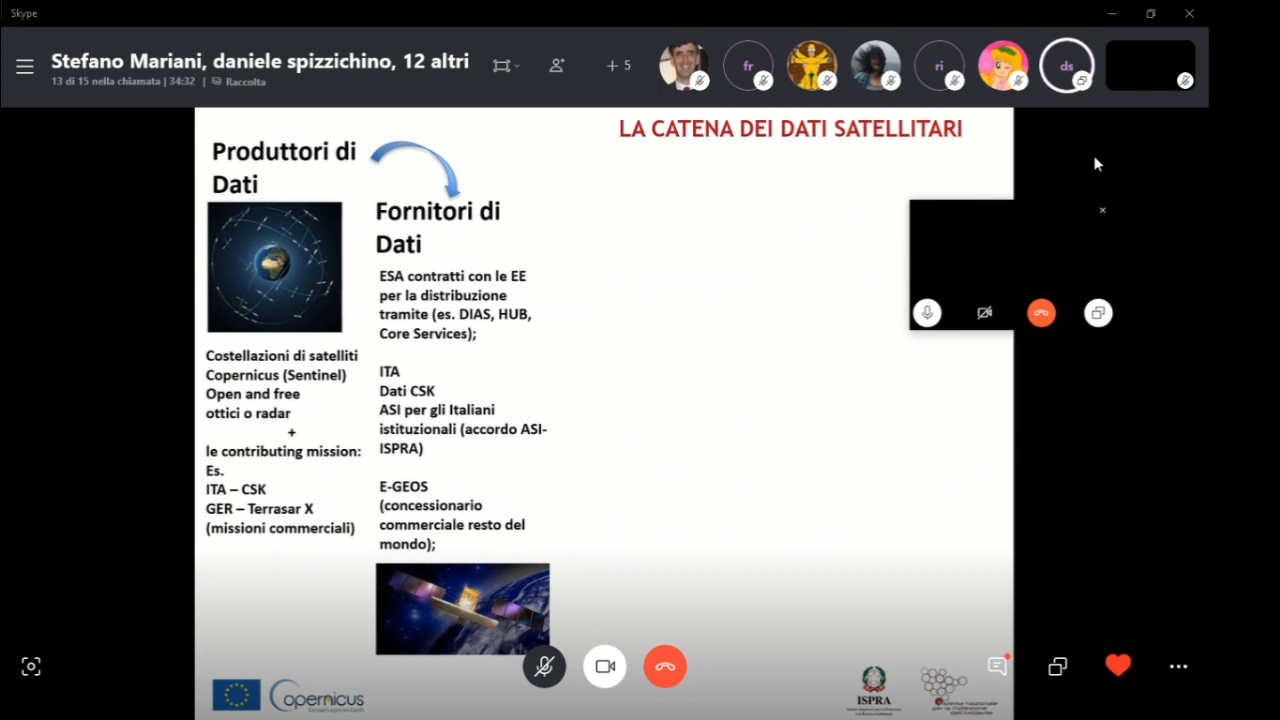 Skype
Stefano Mariani, daniele spizzichino, 12 altri
13 di 15 nella chiamata | 34:32 | Raccolta
+ 5
fr
ri
ds
LA CATENA DEI DATI SATELLITARI
Produttori di
Dati
Costellazioni di satelliti
Copernicus (Sentinel)
Open and free
ottici o radar
+
le contributing mission:
Es.
ITA – CSK
GER – Terrasar X
(missioni commerciali)
Fornitori di
Dati
ESA contratti con le EE
per la distribuzione
tramite (es. DIAS, HUB,
Core Services);
ITA
Dati CSK
ASI per gli Italiani
istituzionali (accordo ASI-
ISPRA)
E-GEOS
(concessionario
commerciale resto del
mondo);
Copernicus
Europe's eyes on Earth
ISPRA